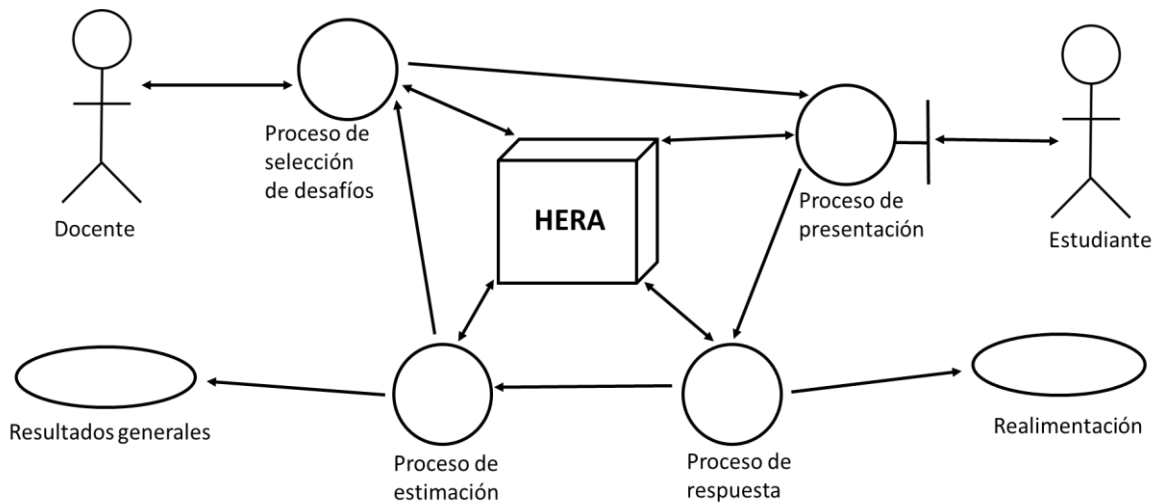 Proceso de
selección
de desafíos
HERA
Proceso de
presentación
Docente
Estudiante
Resultados generales
Realimentación
Proceso de
estimación
Proceso de
respuesta